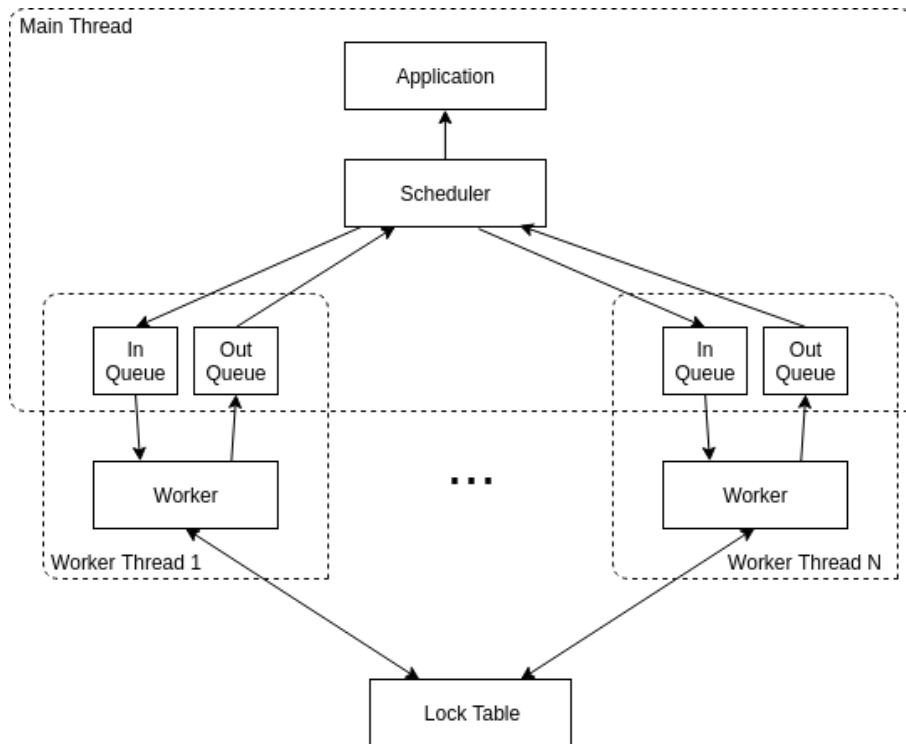 Main Thread
Application
Scheduler
In
Queue
Out
Queue
In
Queue
Out
Queue
Worker
...
Worker
Worker Thread 1
Worker Thread N
Lock Table